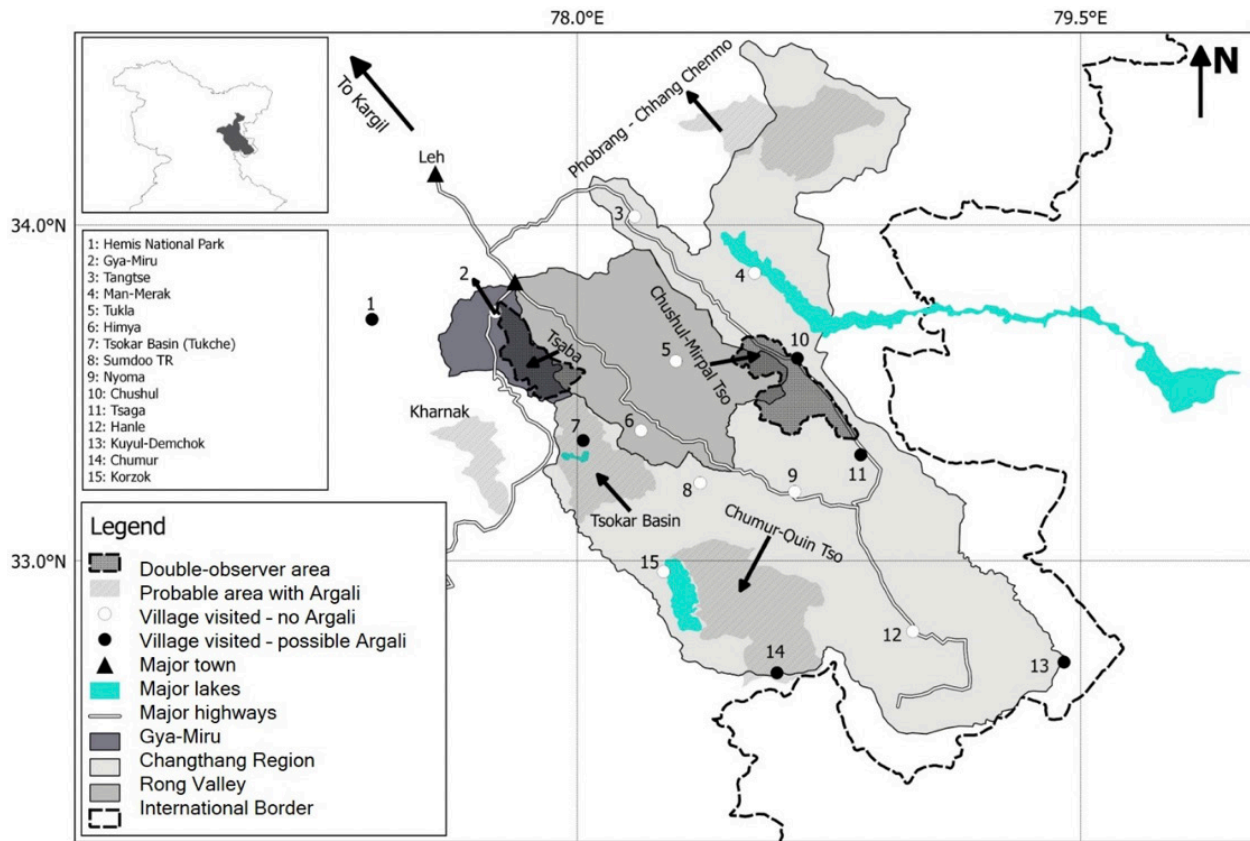 78.0°E
79.5°E
N
To Kargil
Phobrang - Chhang Chenmo
Leh
34.0°N
3
4
2
1
Tsaba
5
Chushul-Mirpal Tso
10
Kharnak
7
6
11
8
9
Tsokar Basin
Chumur-Quin Tso
33.0°N
15
12
14
13
1: Hemis National Park
2: Gya-Miru
3: Tangtse
4: Man-Merak
5: Tukla
6: Himya
7: Tsokar Basin (Tukche)
8: Sumdoo TR
9: Nyoma
10: Chushul
11: Tsaga
12: Hanle
13: Kuyul-Demchok
14: Chumur
15: Korzok
Legend
Double-observer area
Probable area with Argali
Village visited - no Argali
Village visited - possible Argali
Major town
Major lakes
Major highways
Gya-Miru
Changthang Region
Rong Valley
International Border